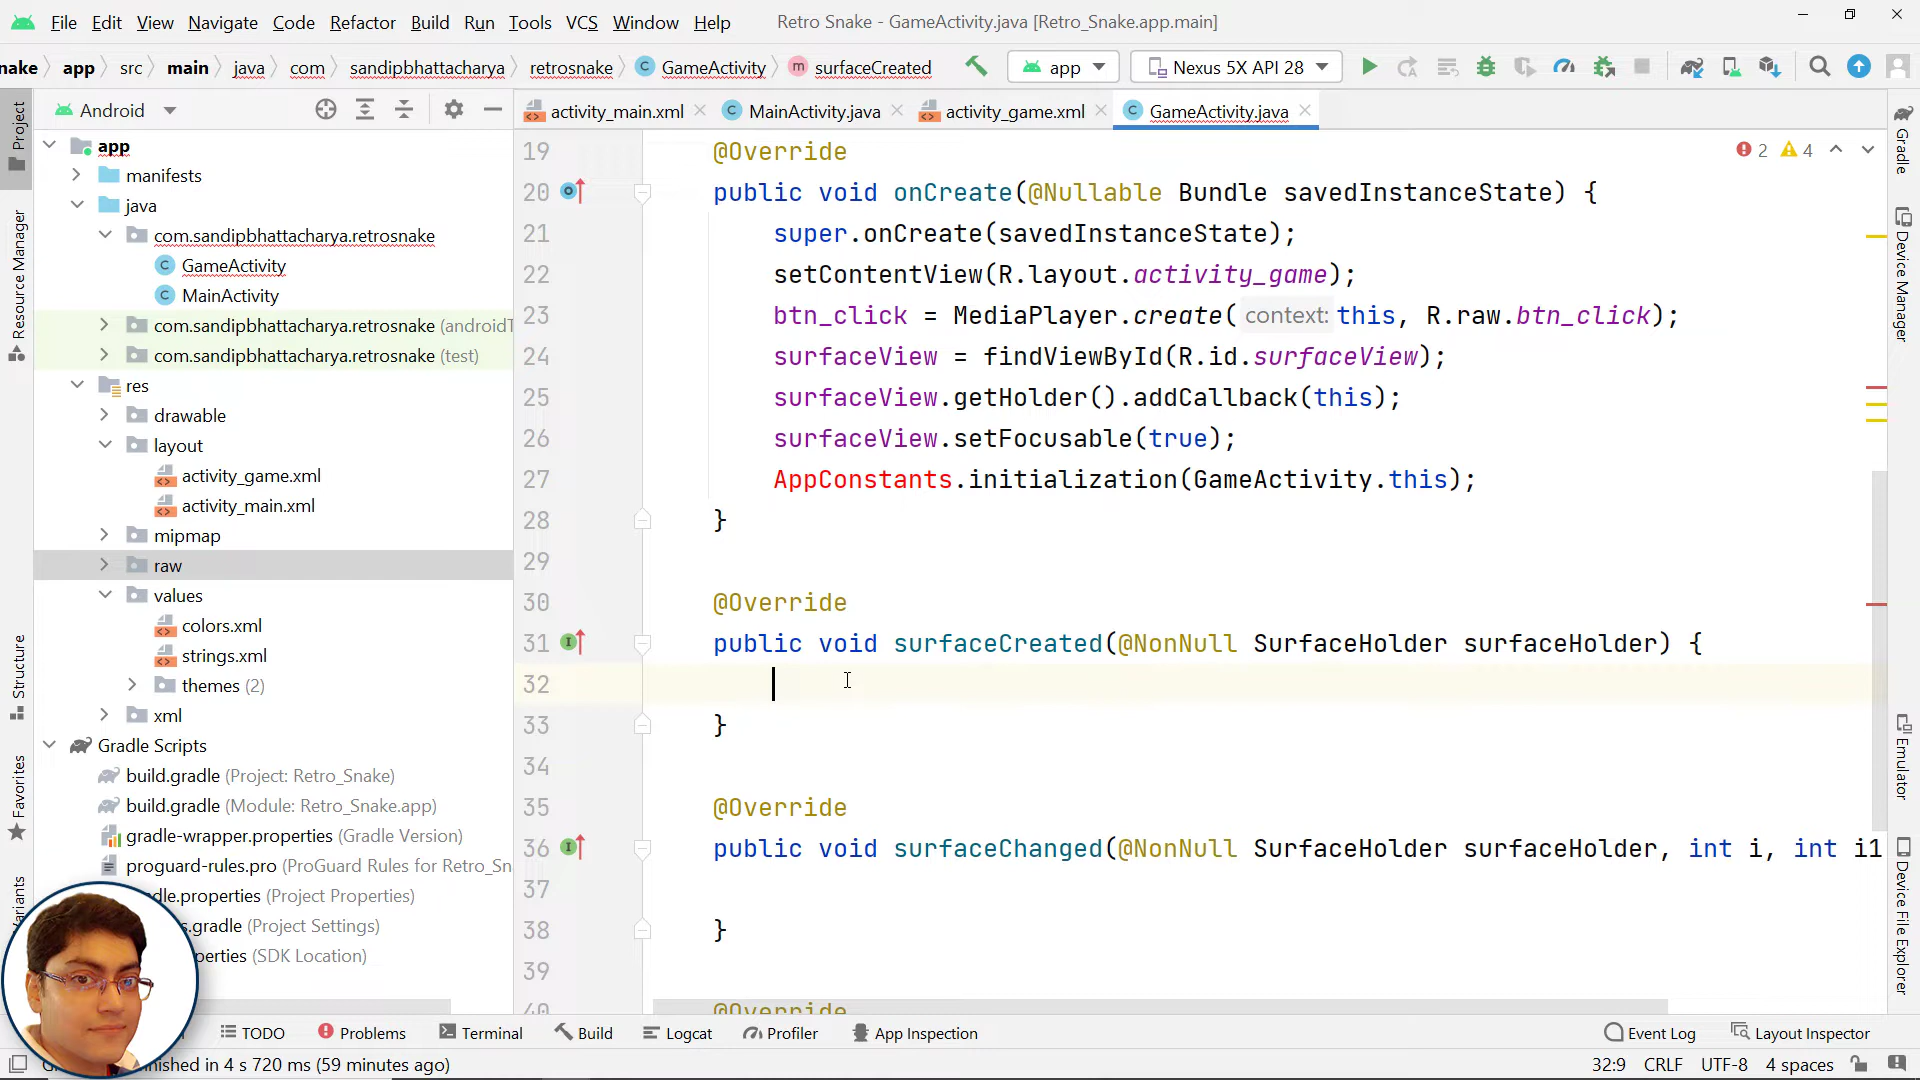 File Edit View Navigate Code Refactor Build Run Tools VCS Window Help Retro Snake - GameActivity.java [Retro_Snake.app.main]
nake app src main java com sandipbhattacharya retrosnake GameActivity surfaceCreated app Nexus 5X API 28
Android activity_main.xml MainActivity.java activity_game.xml GameActivity.java
Project
Resource Manager
Structure
Favorites
app
manifests
java
com.sandipbhattacharya.retrosnake
GameActivity
MainActivity
com.sandipbhattacharya.retrosnake (androidT
com.sandipbhattacharya.retrosnake (test)
res
drawable
layout
activity_game.xml
activity_main.xml
mipmap
raw
values
colors.xml
strings.xml
themes (2)
xml
Gradle Scripts
build.gradle (Project: Retro_Snake)
build.gradle (Module: Retro_Snake.app)
gradle-wrapper.properties (Gradle Version)
proguard-rules.pro (ProGuard Rules for Retro_Sn
dle.properties (Project Properties)
s.gradle (Project Settings)
perties (SDK Location)
2 4
19 @Override
20 public void onCreate(@Nullable Bundle savedInstanceState) {
21 super.onCreate(savedInstanceState);
22 setContentView(R.layout.activity_game);
23 btn_click = MediaPlayer.create( context: this, R.raw.btn_click);
24 surfaceView = findViewById(R.id.surfaceView);
25 surfaceView.getHolder().addCallback(this);
26 surfaceView.setFocusable(true);
27 AppConstants.initialization(GameActivity.this);
28 }
29
30 @Override
31 public void surfaceCreated(@NonNull SurfaceHolder surfaceHolder) {
32
33 }
34
35 @Override
36 public void surfaceChanged(@NonNull SurfaceHolder surfaceHolder, int i, int i1
37
38 }
39
40 @Override
Gradle
Device Manager
Emulator
Device File Explorer
TODO Problems Terminal Build Logcat Profiler App Inspection Event Log Layout Inspector
nished in 4 s 720 ms (59 minutes ago) 32:9 CRLF UTF-8 4 spaces